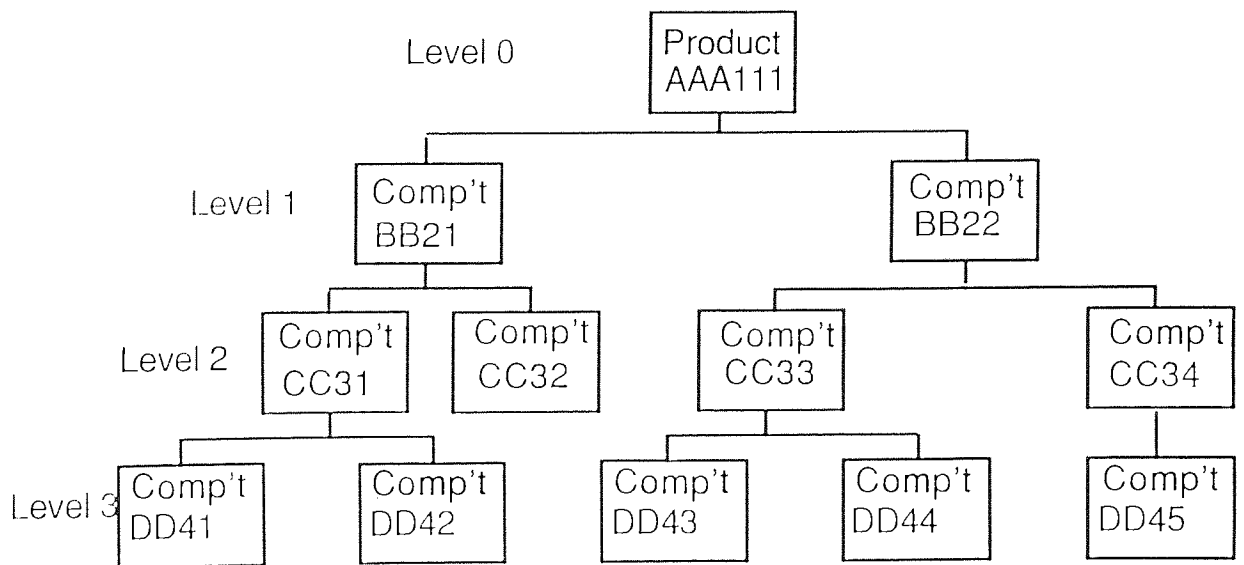 Level 0
Product
AAA111
Level 1
Comp't
BB21
Comp't
BB22
Level 2
Comp't
CC31
Comp't
CC32
Comp't
CC33
Comp't
CC34
Level 3
Comp't
DD41
Comp't
DD42
Comp't
DD43
Comp't
DD44
Comp't
DD45